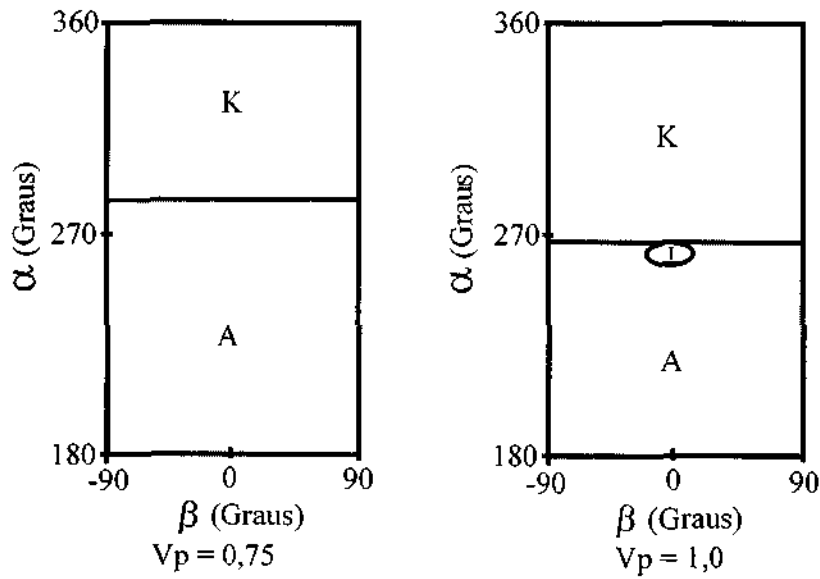 360
K
α (Graus)
270
A
180
-90
0
90
β (Graus)
Vp = 0,75
360
K
α (Graus)
270
I
A
180
-90
0
90
β (Graus)
Vp = 1,0